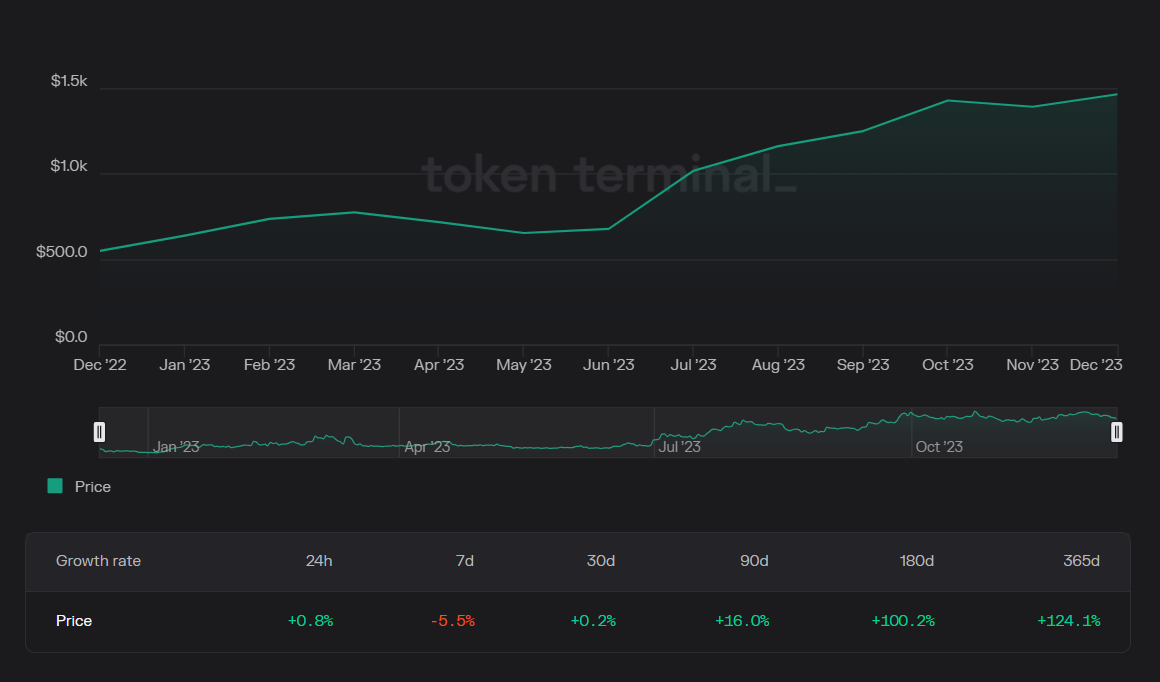 $1.5k
$1.0k
$500.0
$0.0
token terminal_
Dec '22 Jan '23 Feb '23 Mar '23 Apr '23 May '23 Jun '23 Jul '23 Aug '23 Sep '23 Oct '23 Nov '23 Dec '23
Jan '23 Apr '23 Jul '23 Oct '23
Price
Growth rate 24h 7d 30d 90d 180d 365d
Price +0.8% -5.5% +0.2% +16.0% +100.2% +124.1%